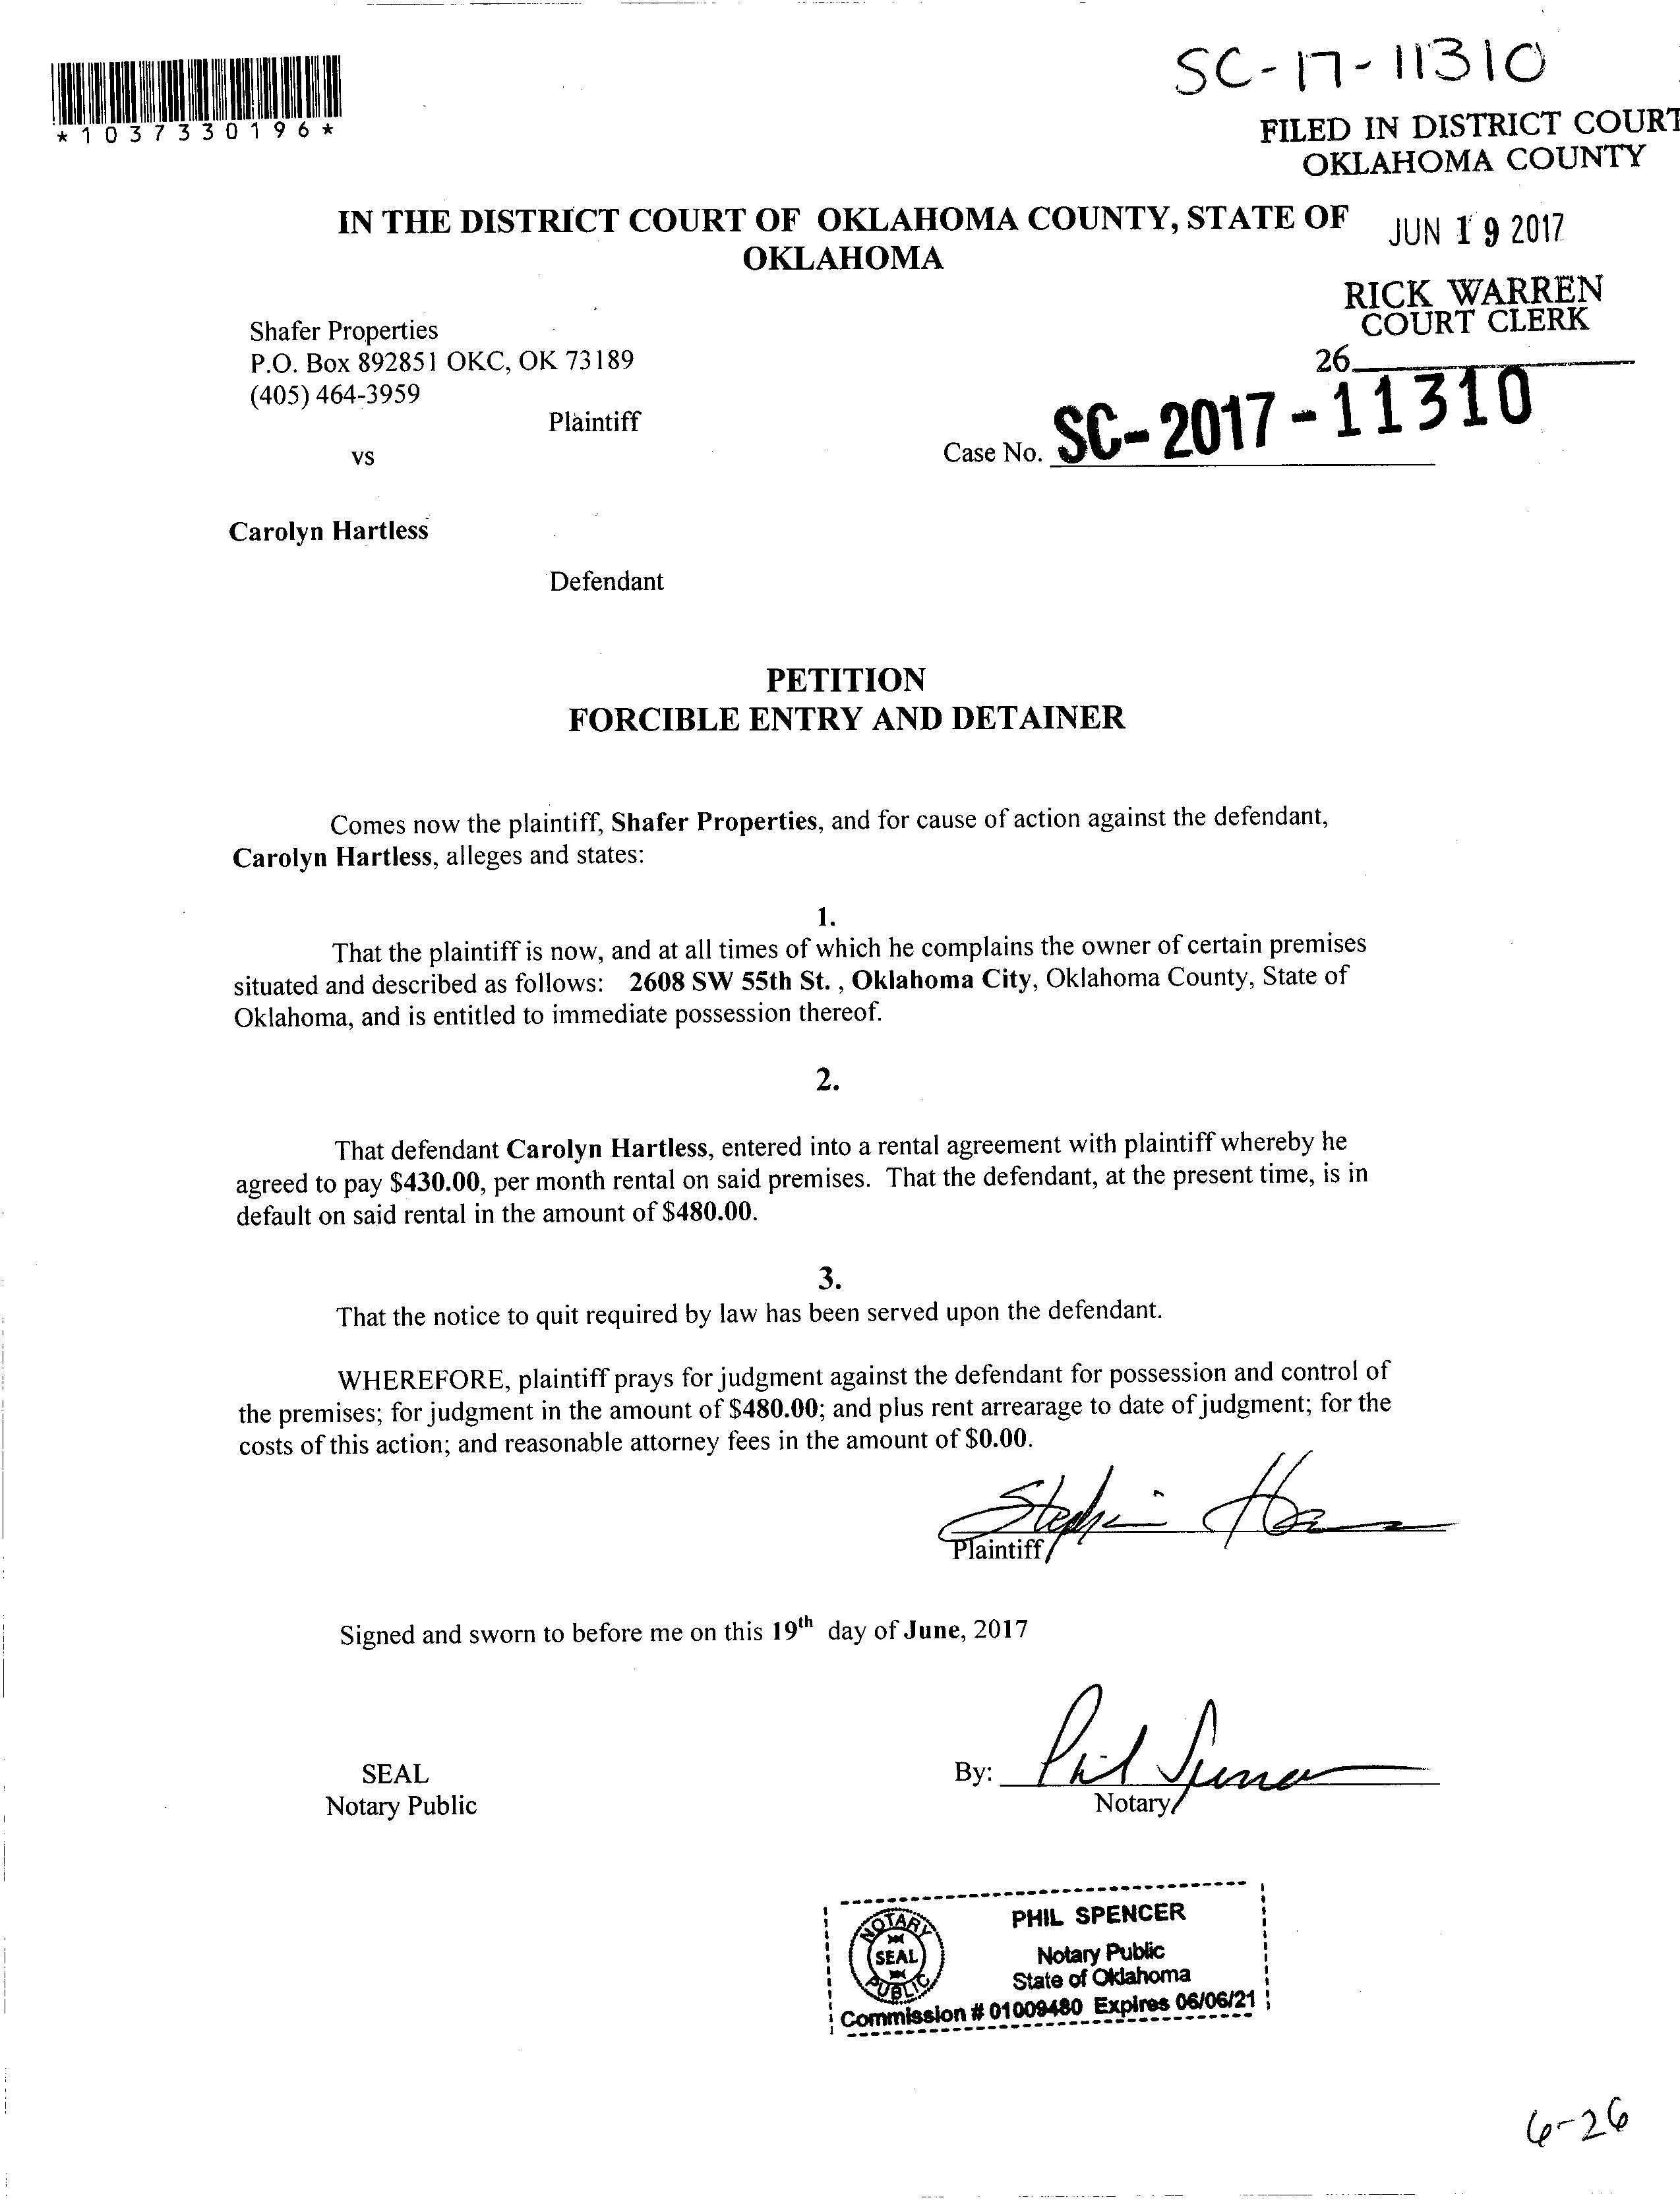 SC-17-11310
*1037330196*
FILED IN DISTRICT COURT
OKLAHOMA COUNTY
IN THE DISTRICT COURT OF OKLAHOMA COUNTY, STATE OF
OKLAHOMA
JUN 19 2017
RICK WARREN
COURT CLERK
26
Shafer Properties
P.O. Box 892851 OKC, OK 73189
(405) 464-3959
Plaintiff
vs
Case No. SC-2017-11310
Carolyn Hartless
Defendant
PETITION
FORCIBLE ENTRY AND DETAINER
Comes now the plaintiff, Shafer Properties, and for cause of action against the defendant,
Carolyn Hartless, alleges and states:
1.
That the plaintiff is now, and at all times of which he complains the owner of certain premises
situated and described as follows: 2608 SW 55th St. , Oklahoma City, Oklahoma County, State of
Oklahoma, and is entitled to immediate possession thereof.
2.
That defendant Carolyn Hartless, entered into a rental agreement with plaintiff whereby he
agreed to pay $430.00, per month rental on said premises. That the defendant, at the present time, is in
default on said rental in the amount of $480.00.
3.
That the notice to quit required by law has been served upon the defendant.
WHEREFORE, plaintiff prays for judgment against the defendant for possession and control of
the premises; for judgment in the amount of $480.00; and plus rent arrearage to date of judgment; for the
costs of this action; and reasonable attorney fees in the amount of $0.00.
Plaintiff
Signed and sworn to before me on this 19th day of June, 2017
SEAL
Notary Public
By: Phil Spencer
Notary
NOTARY
SEAL
PUBLIC
PHIL SPENCER
Notary Public
State of Oklahoma
Commission # 01009480 Expires 06/06/21
6-26